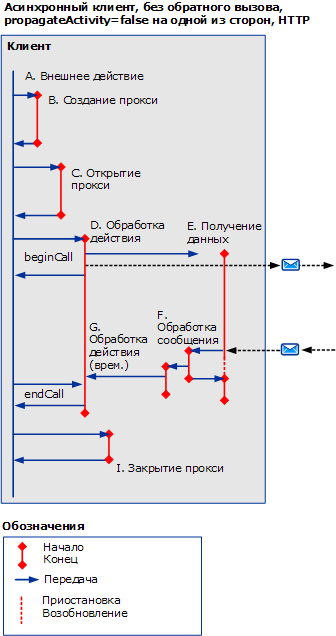 Асинхронный клиент, без обратного вызова,
propagateActivity=false на одной из сторон, HTTP
Клиент
A. Внешнее действие
B. Создание прокси
C. Открытие
прокси
D. Обработка
действия
E. Получение
данных
beginCall
F.
Обработка
сообщения
G.
Обработка
действия
(врем.)
endCall
I. Закрытие прокси
Обозначения
Начало
Конец
Передача
Приостановка
Возобновление